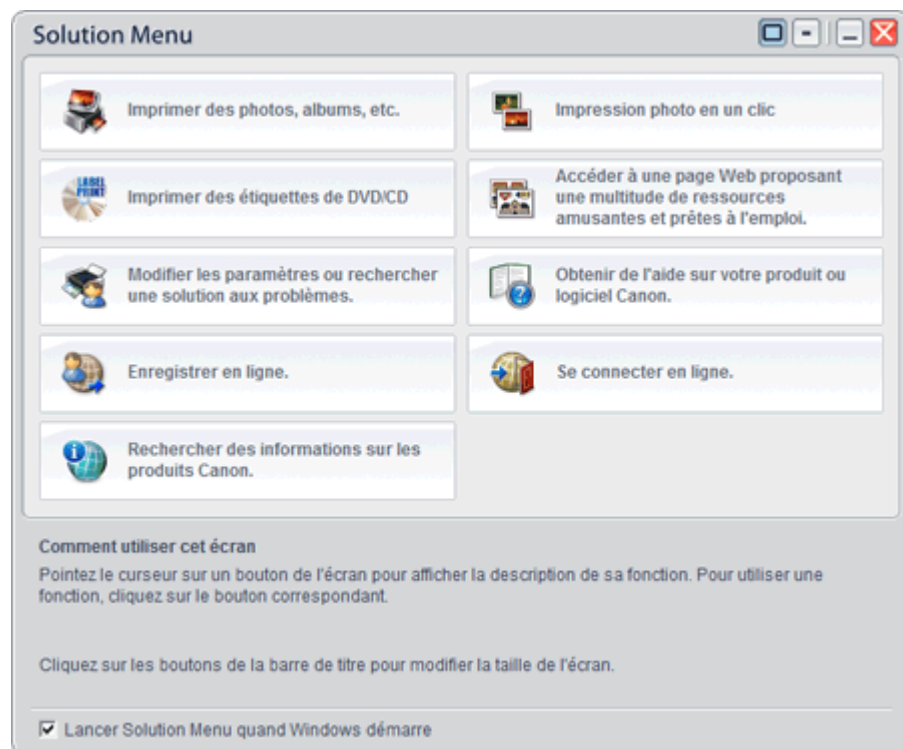 Solution Menu
Imprimer des photos, albums, etc.
Impression photo en un clic
LABEL
PRINT
Imprimer des étiquettes de DVD/CD
Accéder à une page Web proposant
une multitude de ressources
amusantes et prêtes à l'emploi.
Modifier les paramètres ou rechercher
une solution aux problèmes.
Obtenir de l'aide sur votre produit ou
logiciel Canon.
Enregistrer en ligne.
Se connecter en ligne.
Rechercher des informations sur les
produits Canon.
Comment utiliser cet écran
Pointez le curseur sur un bouton de l'écran pour afficher la description de sa fonction. Pour utiliser une
fonction, cliquez sur le bouton correspondant.
Cliquez sur les boutons de la barre de titre pour modifier la taille de l'écran.
Lancer Solution Menu quand Windows démarre